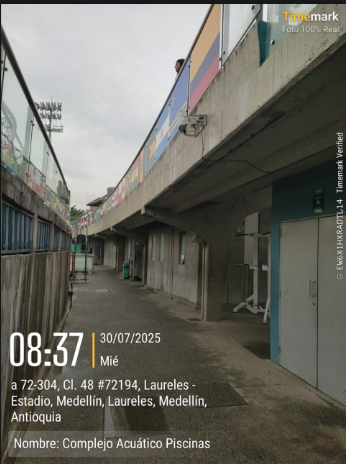 Timemark
Foto 100% Real
© EW6X1HXRADTL14 Timemark Verified
08:37
30/07/2025
Mié
a 72-304, Cl. 48 #72194, Laureles -
Estadio, Medellín, Laureles, Medellín,
Antioquia
Nombre: Complejo Acuático Piscinas